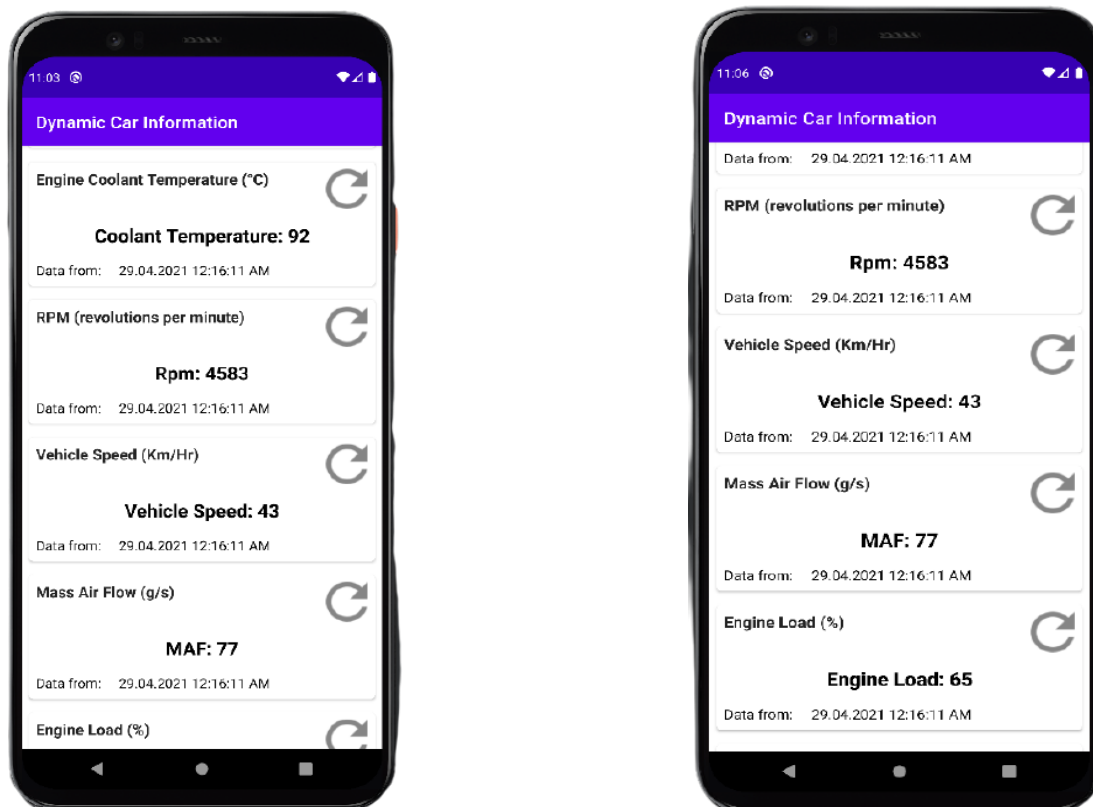 11:03
Dynamic Car Information
Engine Coolant Temperature (°C)
Coolant Temperature: 92
Data from: 29.04.2021 12:16:11 AM
RPM (revolutions per minute)
Rpm: 4583
Data from: 29.04.2021 12:16:11 AM
Vehicle Speed (Km/Hr)
Vehicle Speed: 43
Data from: 29.04.2021 12:16:11 AM
Mass Air Flow (g/s)
MAF: 77
Data from: 29.04.2021 12:16:11 AM
Engine Load (%)
11:06
Dynamic Car Information
Data from: 29.04.2021 12:16:11 AM
RPM (revolutions per minute)
Rpm: 4583
Data from: 29.04.2021 12:16:11 AM
Vehicle Speed (Km/Hr)
Vehicle Speed: 43
Data from: 29.04.2021 12:16:11 AM
Mass Air Flow (g/s)
MAF: 77
Data from: 29.04.2021 12:16:11 AM
Engine Load (%)
Engine Load: 65
Data from: 29.04.2021 12:16:11 AM